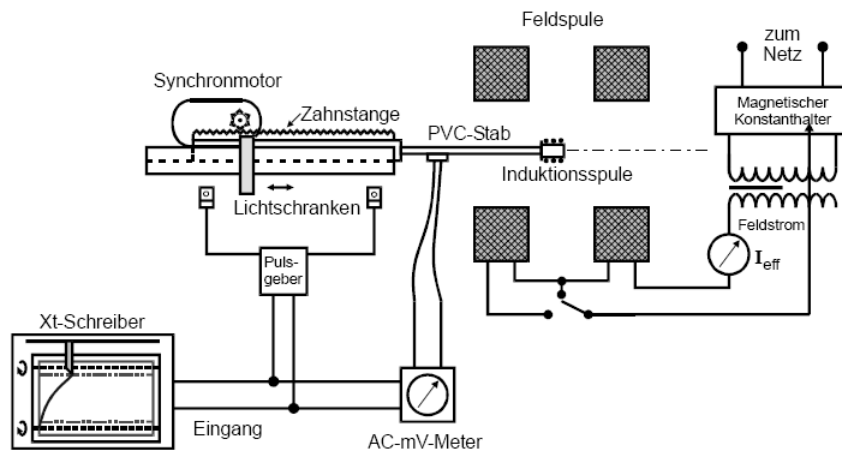 Feldspule
zum
Netz
Synchronmotor
Zahnstange
Magnetischer
Konstanthalter
PVC-Stab
Induktionsspule
Lichtschranken
Feldstrom
Puls-
geber
I eff
Xt-Schreiber
Eingang
AC-mV-Meter